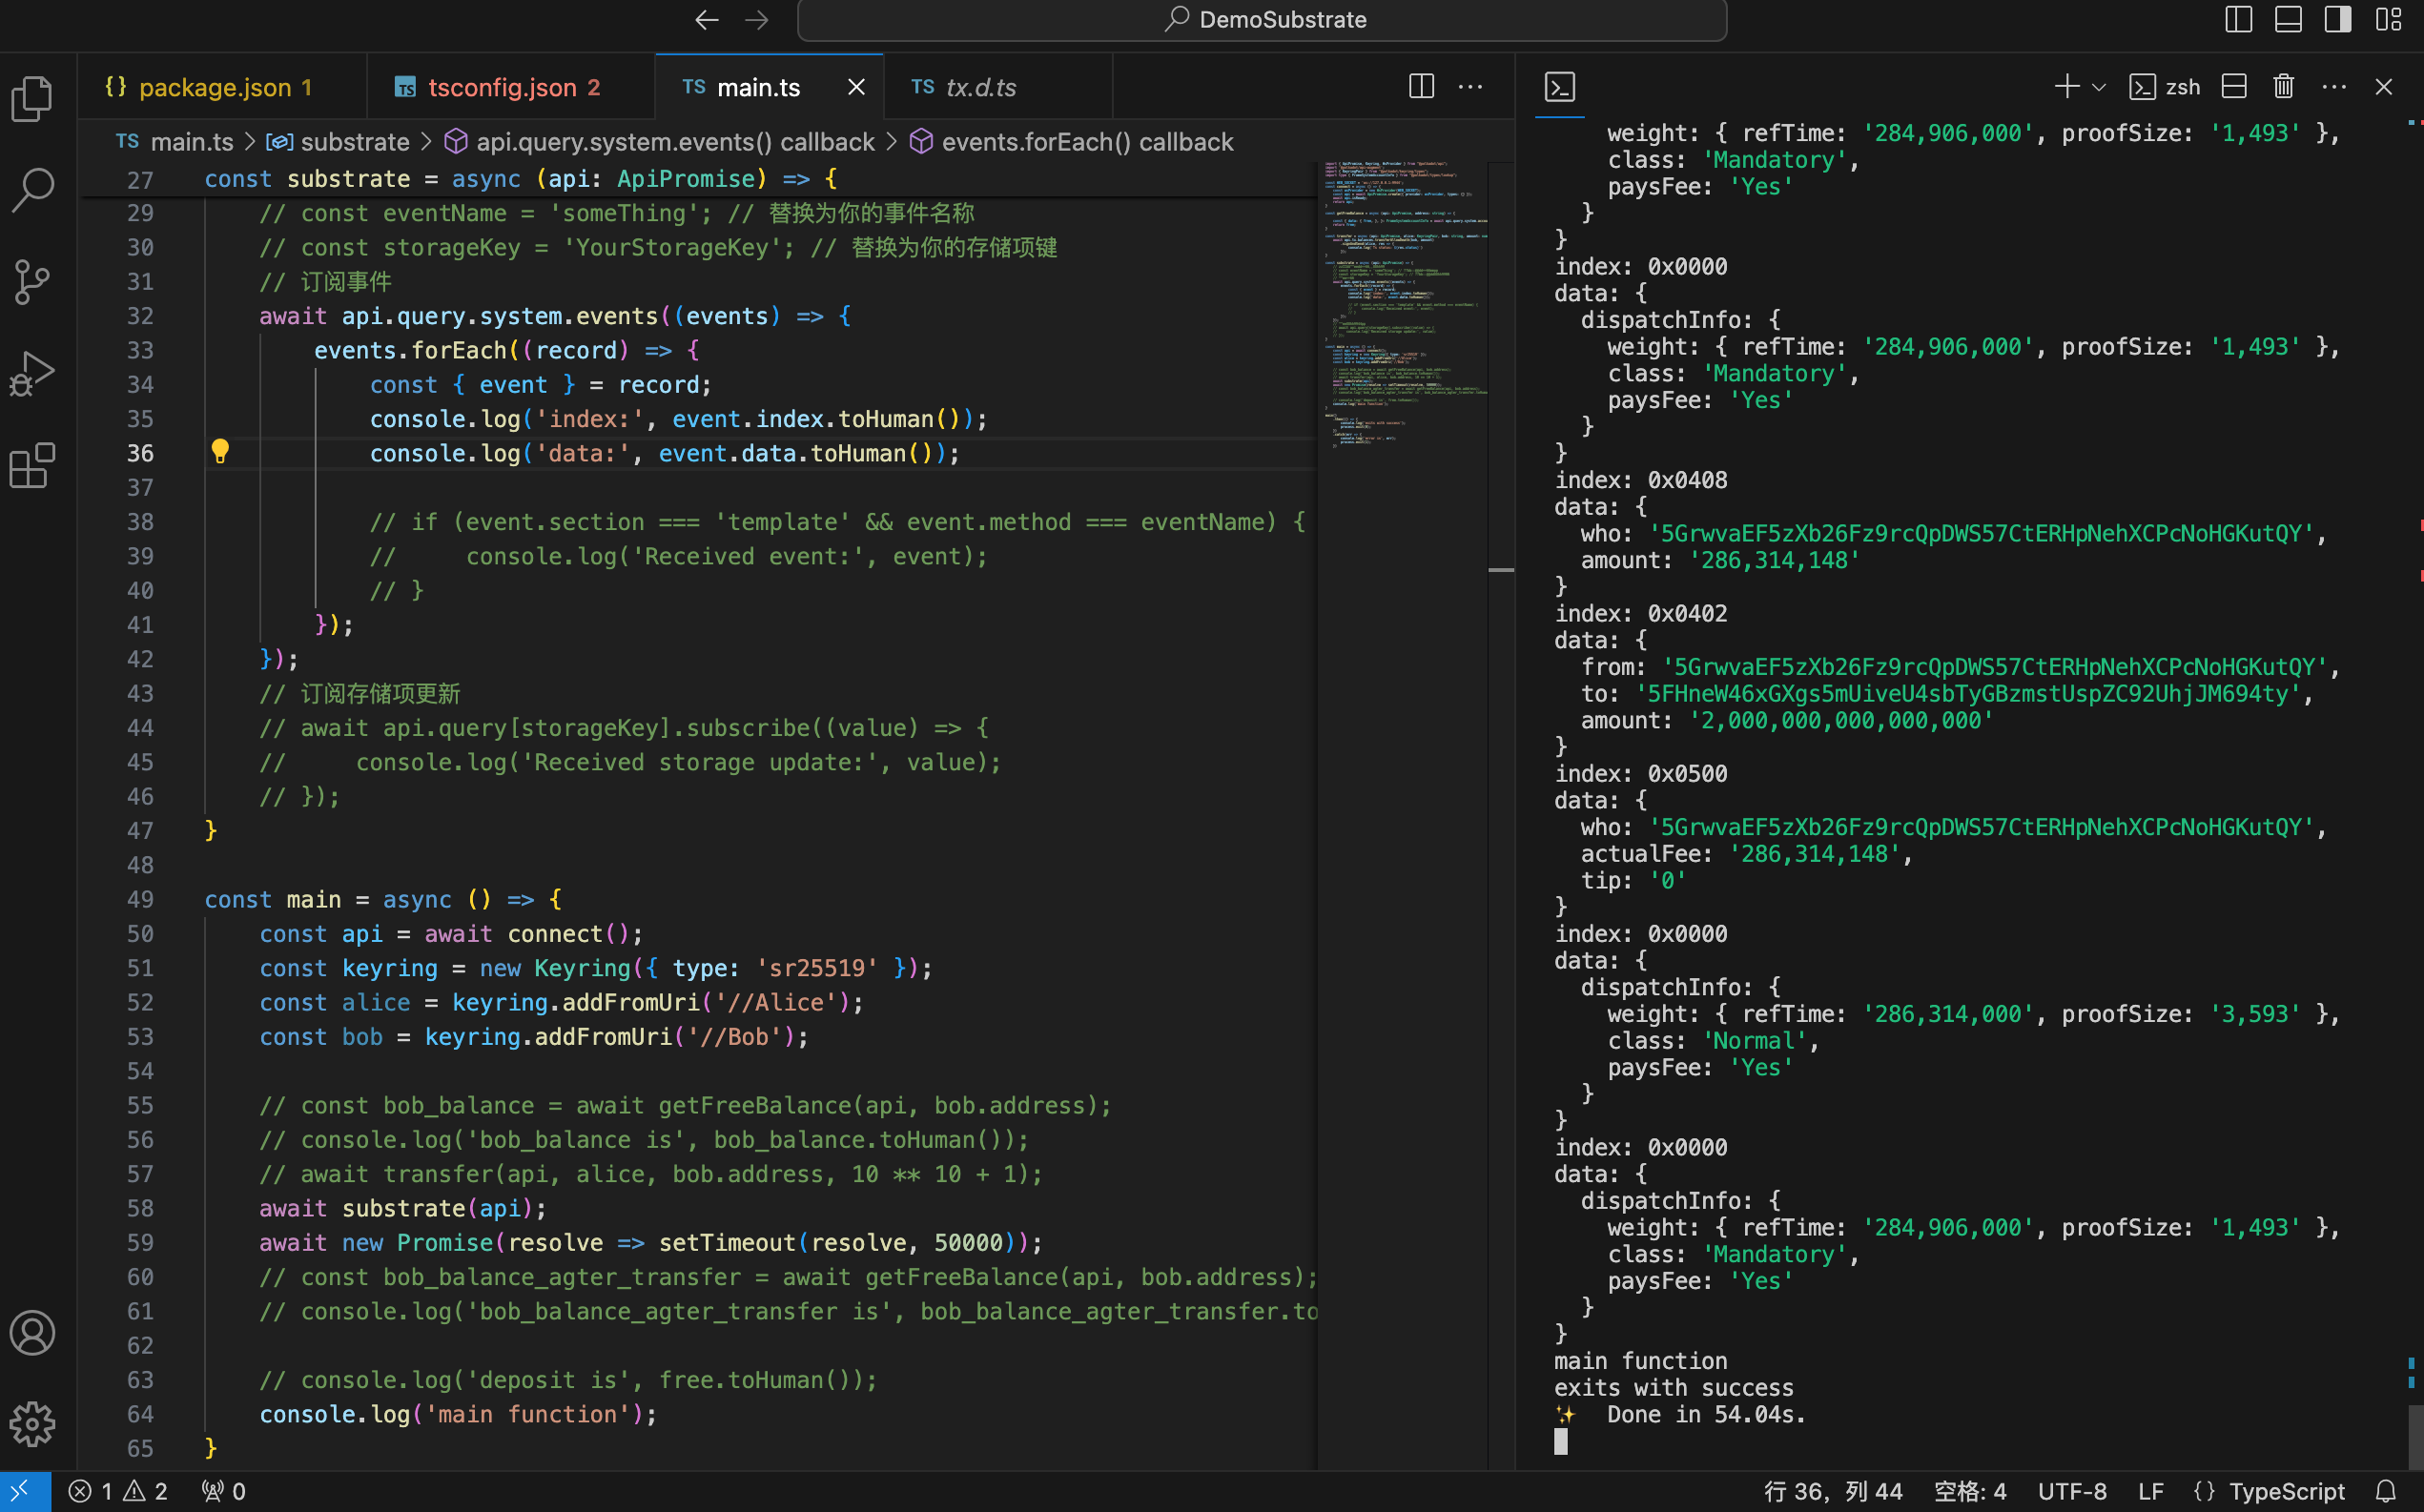 DemoSubstrate
{} package.json 1
TS tsconfig.json 2
TS main.ts
TS tx.d.ts
zsh
TS main.ts > substrate > api.query.system.events() callback > events.forEach() callback
27 const substrate = async (api: ApiPromise) => {
29 // const eventName = 'someThing'; // 替换为你的事件名称
30 // const storageKey = 'YourStorageKey'; // 替换为你的存储项键
31 // 订阅事件
32 await api.query.system.events((events) => {
33 events.forEach((record) => {
34 const { event } = record;
35 console.log('index:', event.index.toHuman());
36 console.log('data:', event.data.toHuman());
37
38 // if (event.section === 'template' && event.method === eventName) {
39 //     console.log('Received event:', event);
40 // }
41 });
42 });
43 // 订阅存储项更新
44 // await api.query[storageKey].subscribe((value) => {
45 //     console.log('Received storage update:', value);
46 // });
47 }
48
49 const main = async () => {
50 const api = await connect();
51 const keyring = new Keyring({ type: 'sr25519' });
52 const alice = keyring.addFromUri('//Alice');
53 const bob = keyring.addFromUri('//Bob');
54
55 // const bob_balance = await getFreeBalance(api, bob.address);
56 // console.log('bob_balance is', bob_balance.toHuman());
57 // await transfer(api, alice, bob.address, 10 ** 10 + 1);
58 await substrate(api);
59 await new Promise(resolve => setTimeout(resolve, 50000));
60 // const bob_balance_agter_transfer = await getFreeBalance(api, bob.address);
61 // console.log('bob_balance_agter_transfer is', bob_balance_agter_transfer.to
62
63 // console.log('deposit is', free.toHuman());
64 console.log('main function');
65 }
weight: { refTime: '284,906,000', proofSize: '1,493' },
class: 'Mandatory',
paysFee: 'Yes'
}
}
index: 0x0000
data: {
dispatchInfo: {
weight: { refTime: '284,906,000', proofSize: '1,493' },
class: 'Mandatory',
paysFee: 'Yes'
}
}
index: 0x0408
data: {
who: '5GrwvaEF5zXb26Fz9rcQpDWS57CtERHpNehXCPcNoHGKutQY',
amount: '286,314,148'
}
index: 0x0402
data: {
from: '5GrwvaEF5zXb26Fz9rcQpDWS57CtERHpNehXCPcNoHGKutQY',
to: '5FHneW46xGXgs5mUiveU4sbTyGBzmstUspZC92UhjJM694ty',
amount: '2,000,000,000,000,000'
}
index: 0x0500
data: {
who: '5GrwvaEF5zXb26Fz9rcQpDWS57CtERHpNehXCPcNoHGKutQY',
actualFee: '286,314,148',
tip: '0'
}
index: 0x0000
data: {
dispatchInfo: {
weight: { refTime: '286,314,000', proofSize: '3,593' },
class: 'Normal',
paysFee: 'Yes'
}
}
index: 0x0000
data: {
dispatchInfo: {
weight: { refTime: '284,906,000', proofSize: '1,493' },
class: 'Mandatory',
paysFee: 'Yes'
}
}
main function
exits with success
✨ Done in 54.04s.
1 2 0
行 36，列 44
空格: 4
UTF-8
LF
{} TypeScript